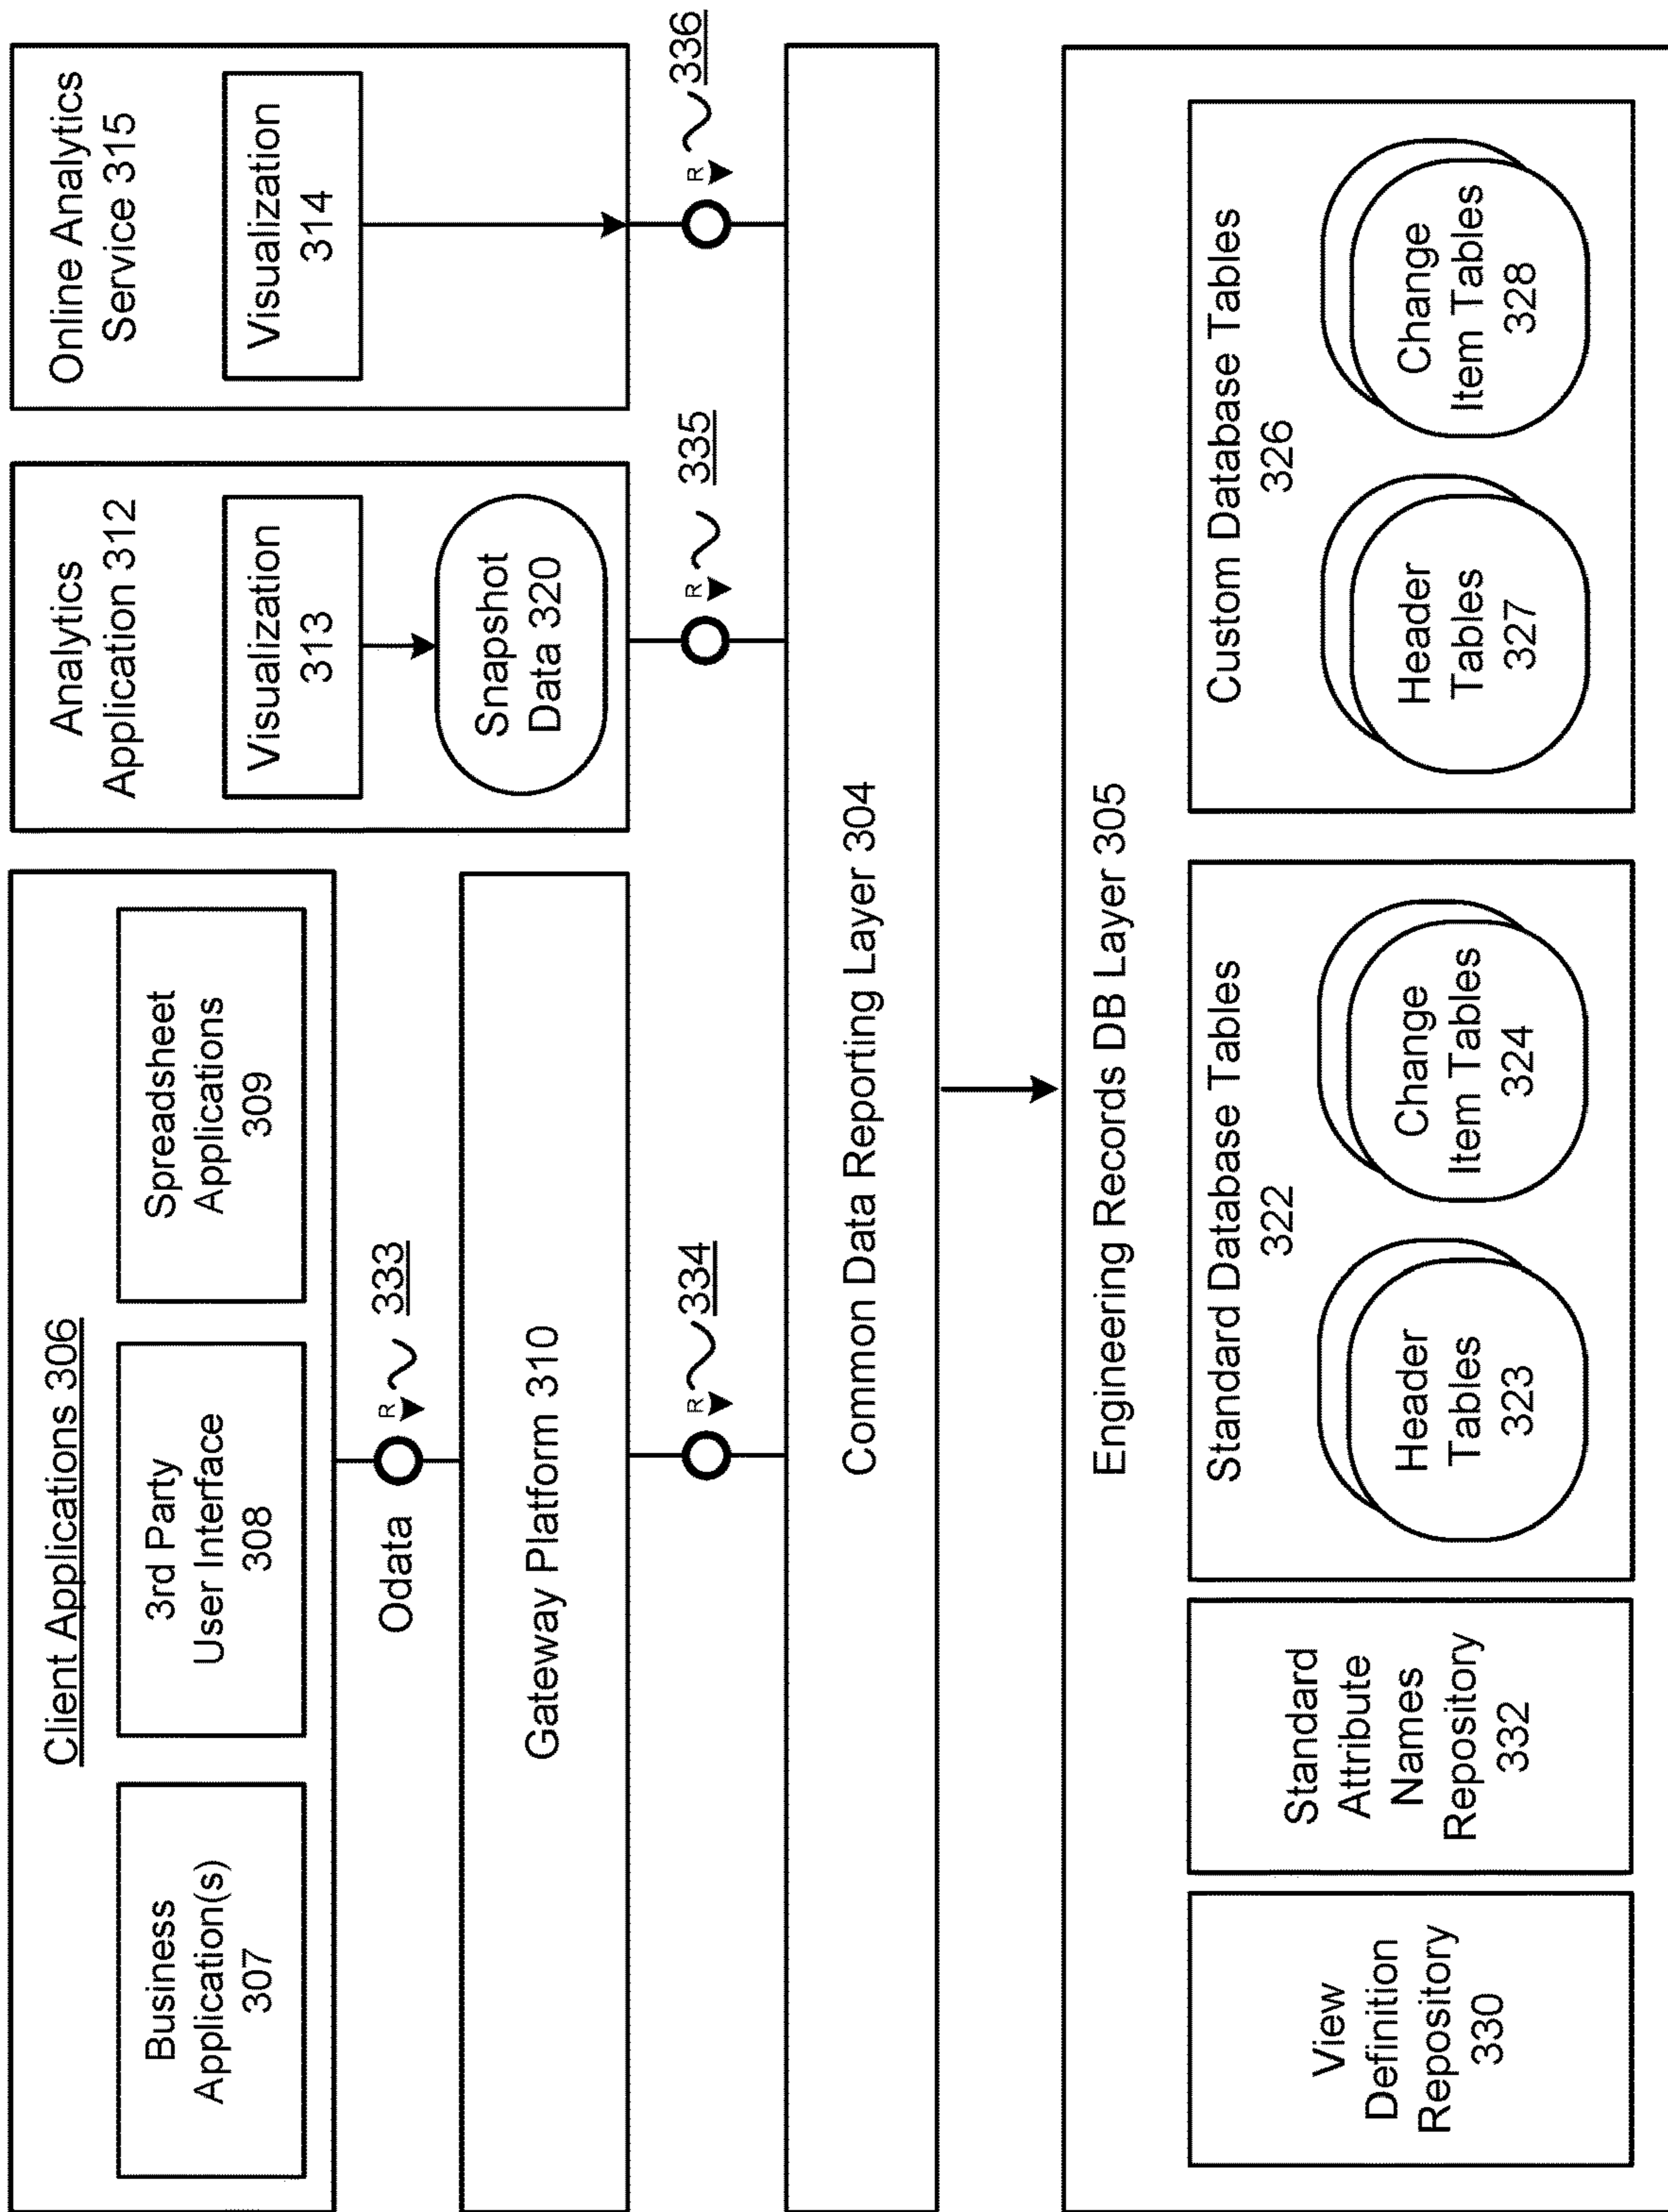 Client Applications 306
Business
Application(s)
307
3rd Party
User Interface
308
Spreadsheet
Applications
309
Odata
R
333
Gateway Platform 310
R
334
Analytics
Application 312
Visualization
313
Snapshot
Data 320
R
335
Online Analytics
Service 315
Visualization
314
R
336
Common Data Reporting Layer 304
Engineering Records DB Layer 305
View
Definition
Repository
330
Standard
Attribute
Names
Repository
332
Standard Database Tables
322
Header
Tables
323
Change
Item Tables
324
Custom Database Tables
326
Header
Tables
327
Change
Item Tables
328